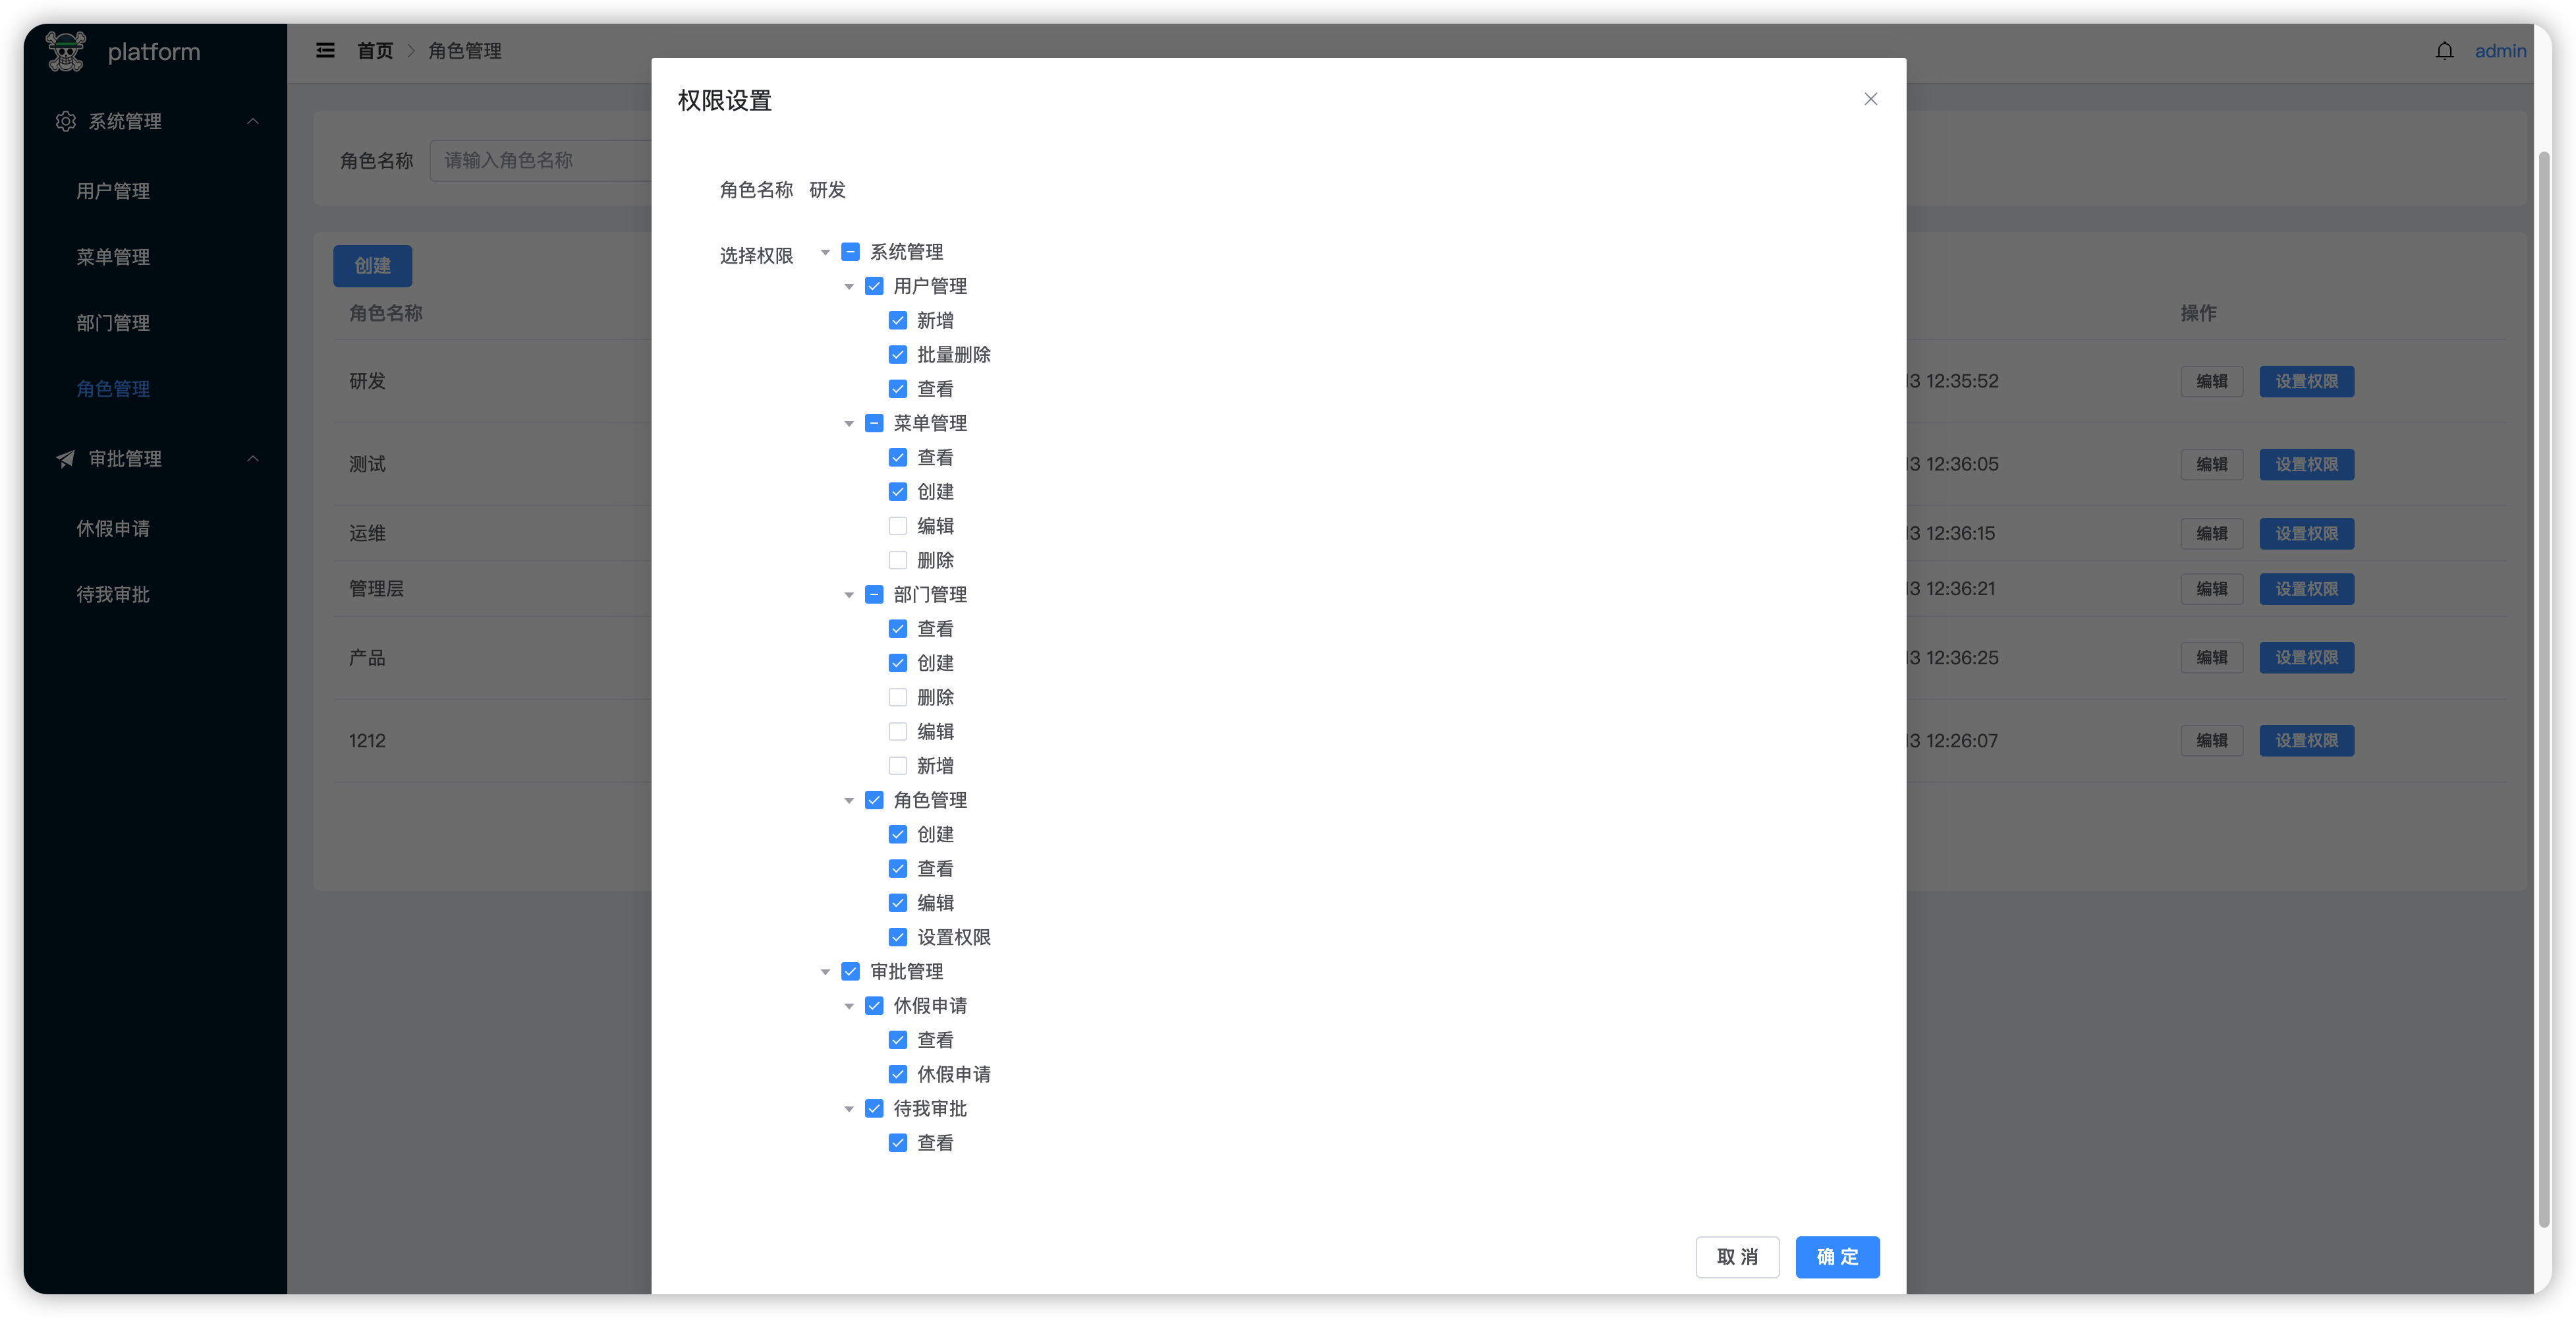 platform
系统管理
用户管理
菜单管理
部门管理
角色管理
审批管理
休假申请
待我审批
首页 > 角色管理
admin
角色名称 请输入角色名称
创建
角色名称 操作
研发 13 12:35:52 编辑 设置权限
测试 13 12:36:05 编辑 设置权限
运维 13 12:36:15 编辑 设置权限
管理层 13 12:36:21 编辑 设置权限
产品 13 12:36:25 编辑 设置权限
1212 13 12:26:07 编辑 设置权限
权限设置
角色名称 研发
选择权限 系统管理
用户管理
新增
批量删除
查看
菜单管理
查看
创建
编辑
删除
部门管理
查看
创建
删除
编辑
新增
角色管理
创建
查看
编辑
设置权限
审批管理
休假申请
查看
休假申请
待我审批
查看
取 消 确 定